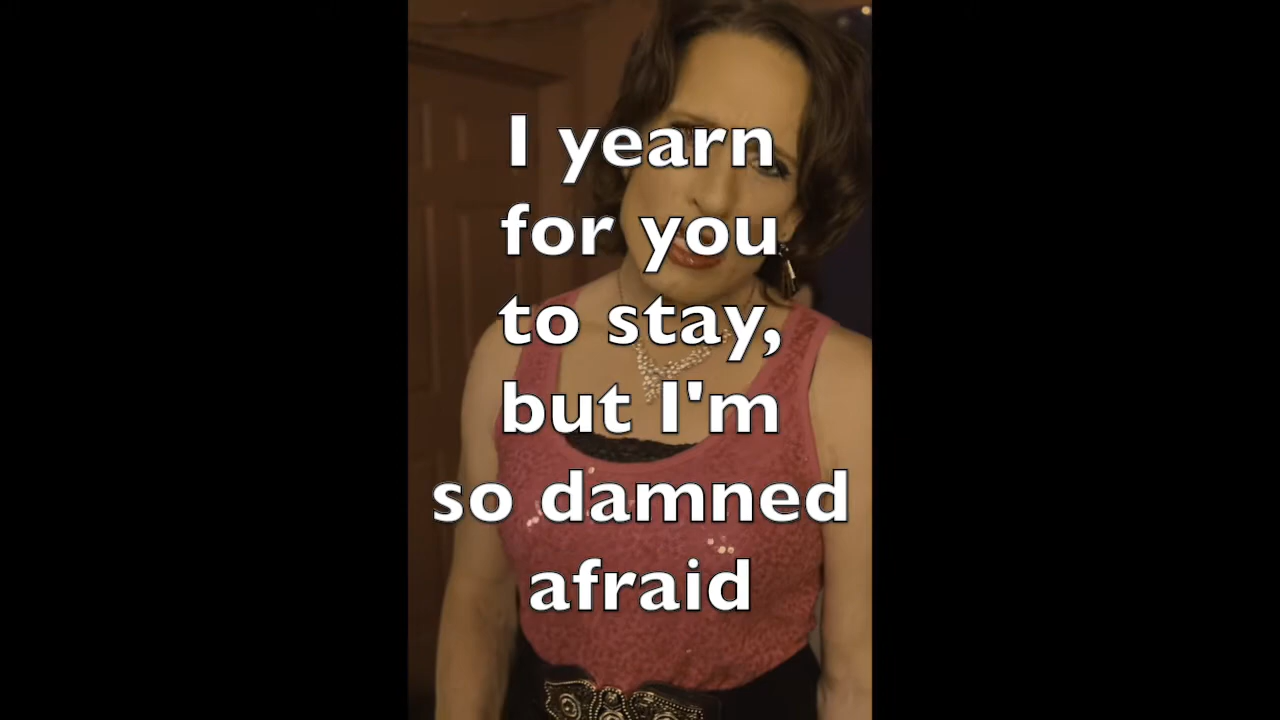 I yearn
for you
to stay,
but I'm
so damned
afraid